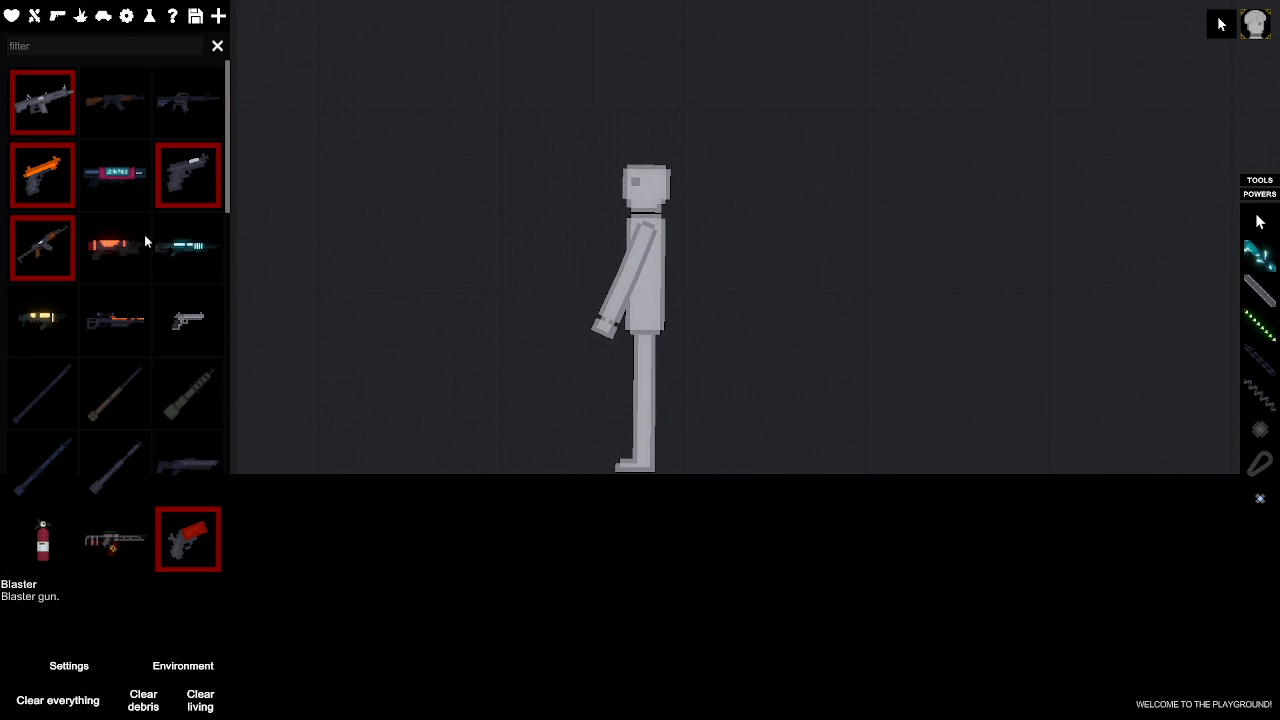 filter
TOOLS
POWERS
Blaster
Blaster gun.
Settings
Environment
Clear everything
Clear
debris
Clear
living
WELCOME TO THE PLAYGROUND!